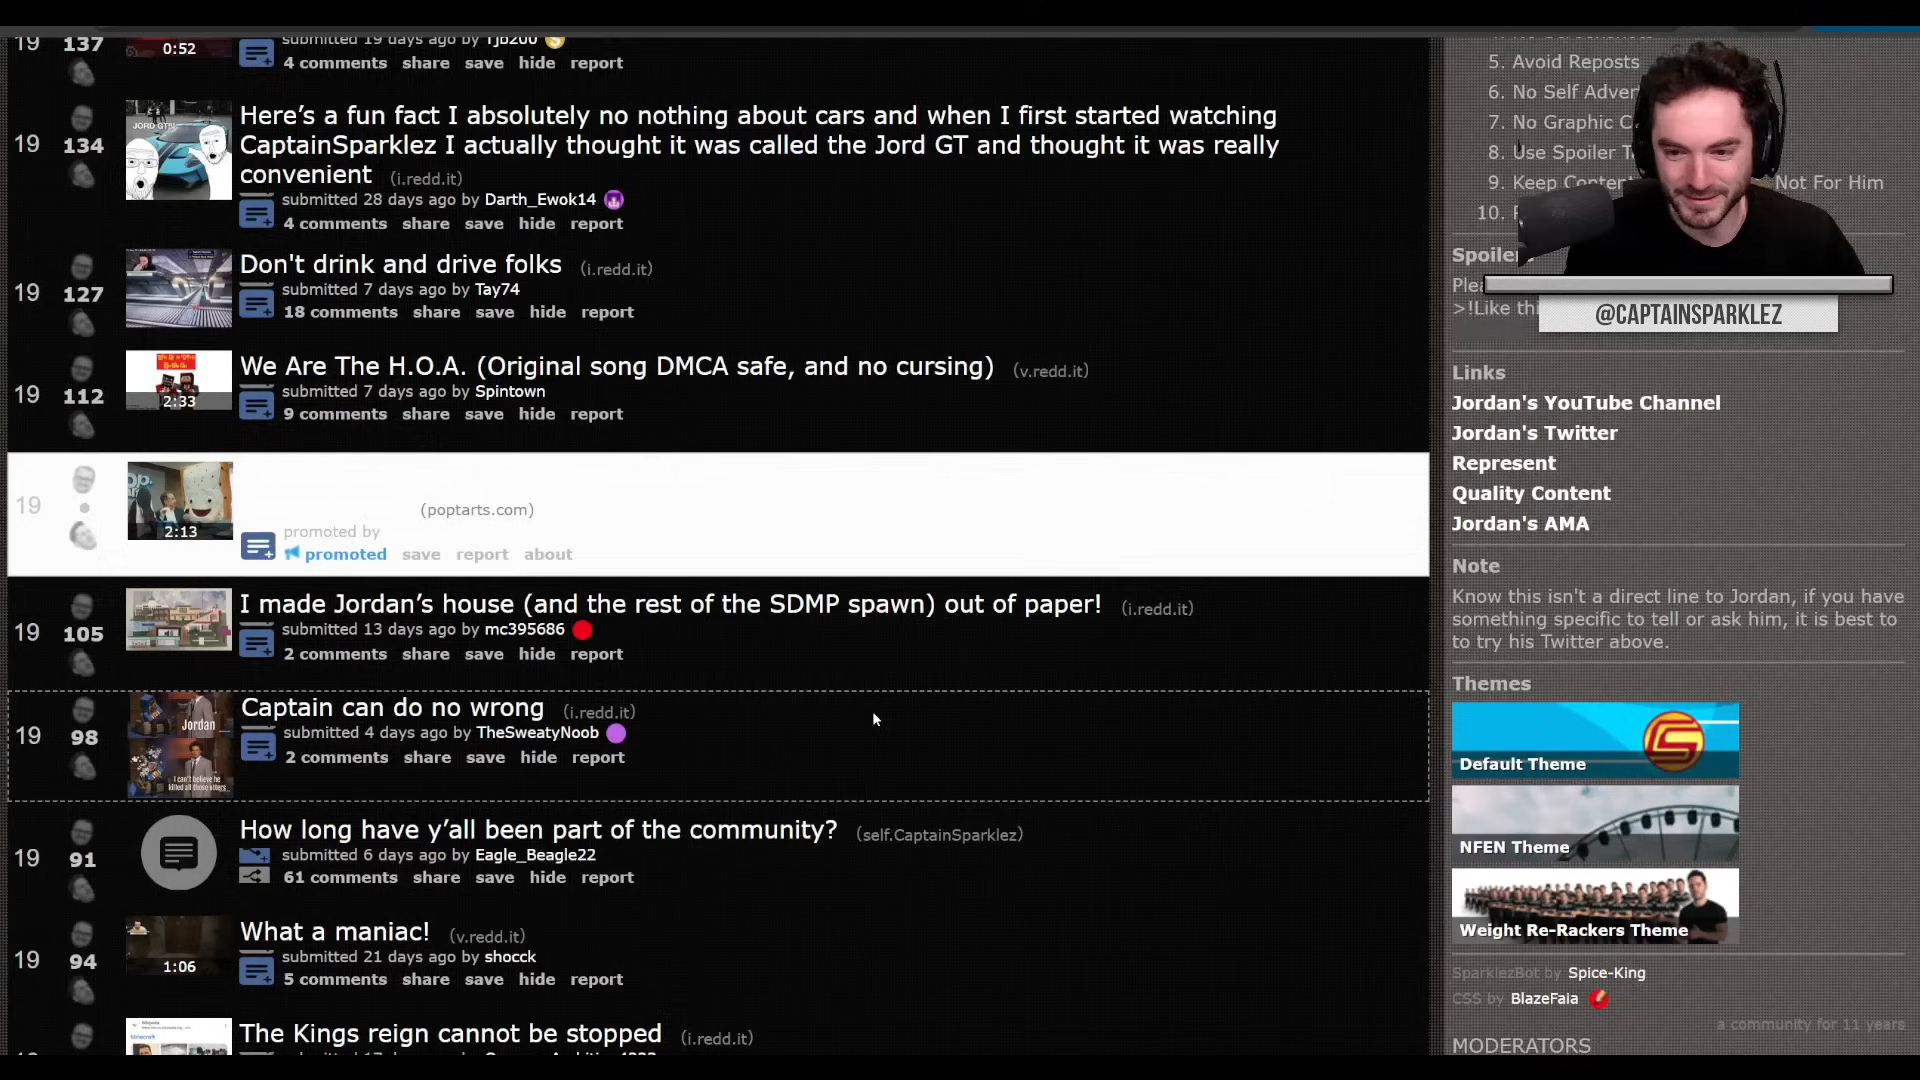 19
137
0:52
submitted 19 days ago by Tjb200
4 comments share save hide report
5. Avoid Reposts
6. No Self Adver
7. No Graphic C
8. Use Spoiler T
9. Keep Conten Not For Him
10.
19
134
JORD GT
Here's a fun fact I absolutely no nothing about cars and when I first started watching
CaptainSparklez I actually thought it was called the Jord GT and thought it was really
convenient (i.redd.it)
submitted 28 days ago by Darth_Ewok14
4 comments share save hide report
19
127
Don't drink and drive folks (i.redd.it)
submitted 7 days ago by Tay74
18 comments share save hide report
19
112
2:33
We Are The H.O.A. (Original song DMCA safe, and no cursing) (v.redd.it)
submitted 7 days ago by Spintown
9 comments share save hide report
19
2:13
(poptarts.com)
promoted by
promoted save report about
19
105
I made Jordan's house (and the rest of the SDMP spawn) out of paper! (i.redd.it)
submitted 13 days ago by mc395686
2 comments share save hide report
19
98
Jordan
I can't believe he
killed all those otters
Captain can do no wrong (i.redd.it)
submitted 4 days ago by TheSweatyNoob
2 comments share save hide report
19
91
How long have y'all been part of the community? (self.CaptainSparklez)
submitted 6 days ago by Eagle_Beagle22
61 comments share save hide report
19
94
1:06
What a maniac! (v.redd.it)
submitted 21 days ago by shocck
5 comments share save hide report
The Kings reign cannot be stopped (i.redd.it)
Spoiler
Plea
>!Like thi
@CAPTAINSPARKLEZ
Links
Jordan's YouTube Channel
Jordan's Twitter
Represent
Quality Content
Jordan's AMA
Note
Know this isn't a direct line to Jordan, if you have
something specific to tell or ask him, it is best to
to try his Twitter above.
Themes
Default Theme
NFEN Theme
Weight Re-Rackers Theme
SparklezBot by Spice-King
CSS by BlazeFaia
a community for 11 years
MODERATORS